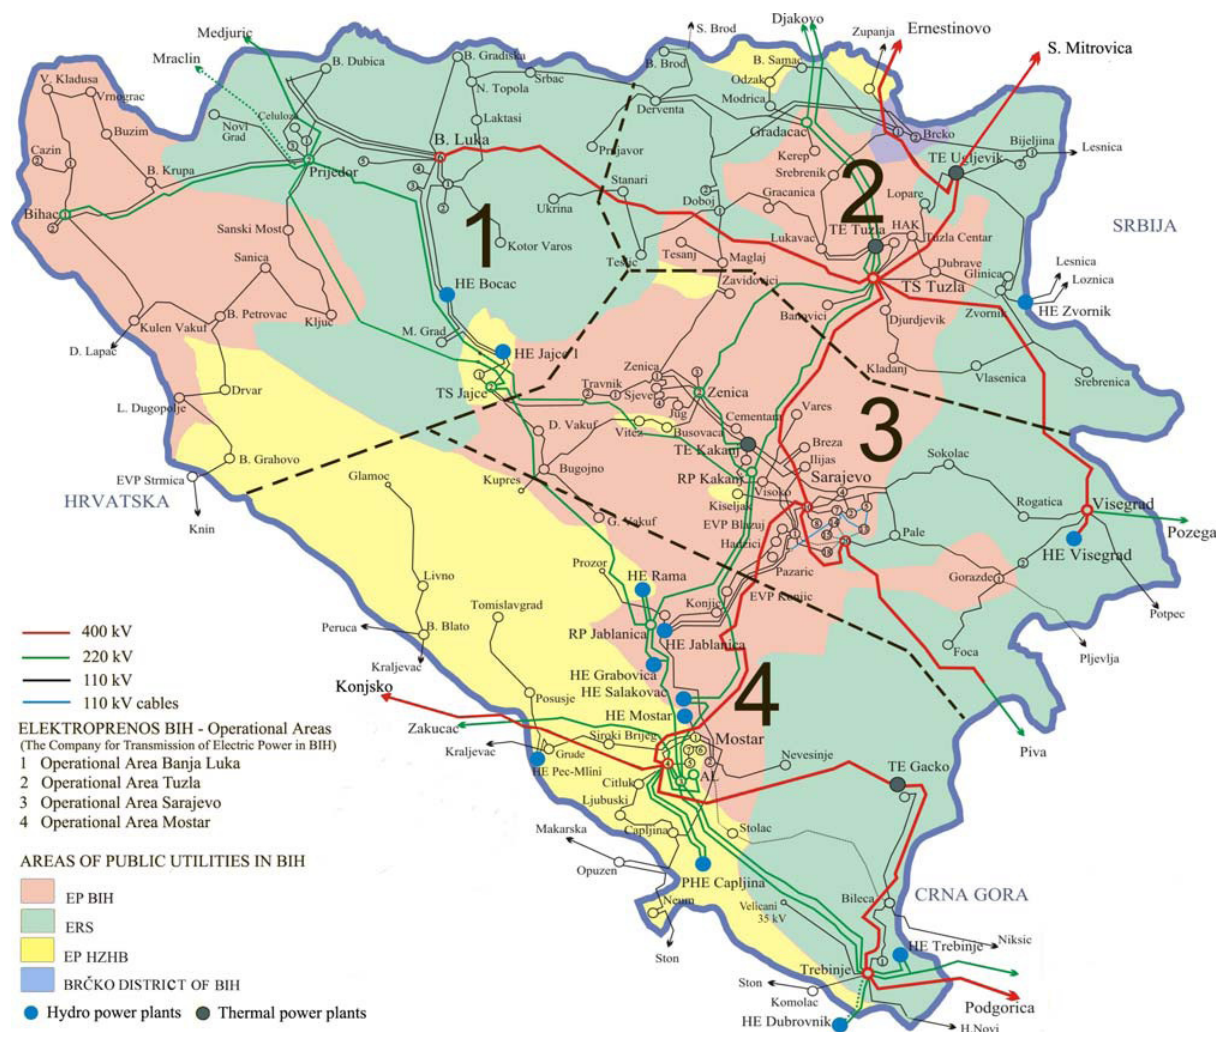 Djakovo
S. Brod
Zupanja
Ernestinovo
Medjuric
S. Mitrovica
Mraclin
B. Dubica
B. Gradiska
B. Brod
B. Samac
V. Kladusa
Srbac
Odzak
Vrnograc
N. Topola
Modrica
Derventa
Celuloza
Novi
Grad
Laktasi
Gradacac
Buzim
B. Luka
Brcko
Bijeljina
Lesnica
Cazin
Prnjavor
Kerep
TE Ugljevik
B. Krupa
Prijedor
Srebrenik
2
Stanari
Gracanica
Lopare
Ukrina
Doboj
Bihac
1
HAK
Sanski Most
TE Tuzla
SRBIJA
Kotor Varos
Lukavac
Tuzla Centar
Teslic
Tesanj
Maglaj
Sanica
Dubrave
Lesnica
Glinica
Loznica
Zavidovici
TS Tuzla
HE Bocac
Banovici
Djurdjevik
Zvornik
HE Zvornik
B. Petrovac
Kljuc
Kulen Vakuf
M. Grad
D. Lapac
HE Jajce 1
Zenica
Kladanj
Vlasenica
Srebrenica
Drvar
TS Jajce
Travnik
Sjever
Zenica
L. Dugopolje
Jug
Cementara
Vares
3
D. Vakuf
Vitez
Busovaca
Breza
B. Grahovo
TE Kakanj
Ilijas
Sokolac
EVP Strmica
Glamoc
Bugojno
RP Kakanj
Sarajevo
HRVATSKA
Kupres
Visoko
Kiseljak
Rogatica
Visegrad
Knin
G. Vakuf
EVP Blazuj
Pozega
Hadzici
Pale
HE Visegrad
Prozor
Pazaric
Livno
HE Rama
Gorazde
EVP Konjic
Tomislavgrad
Konjic
Potpec
400 kV
Peruca
B. Blato
RP Jablanica
HE Jablanica
Foca
Pljevlja
220 kV
Kraljevac
110 kV
HE Grabovica
4
Konjsko
HE Salakovac
110 kV cables
Posusje
HE Mostar
ELEKTROPRENOS BIH - Operational Areas
Zakucac
Siroki Brijeg
Mostar
(The Company for Transmission of Electric Power in BIH)
Kraljevac
Grude
Nevesinje
Piva
1 Operational Area Banja Luka
HE Pec-Mlini
TE Gacko
2 Operational Area Tuzla
Citluk
AL
3 Operational Area Sarajevo
Ljubuski
4 Operational Area Mostar
Makarska
Capljina
Stolac
AREAS OF PUBLIC UTILITIES IN BIH
Opuzen
PHE Capljina
EP BIH
Neum
Velicani
35 kV
Bileca
CRNA GORA
ERS
Niksic
HE Trebinje
EP HZHB
Ston
Trebinje
BRČKO DISTRICT OF BIH
Ston
Komolac
Podgorica
Hydro power plants
Thermal power plants
HE Dubrovnik
H.Novi